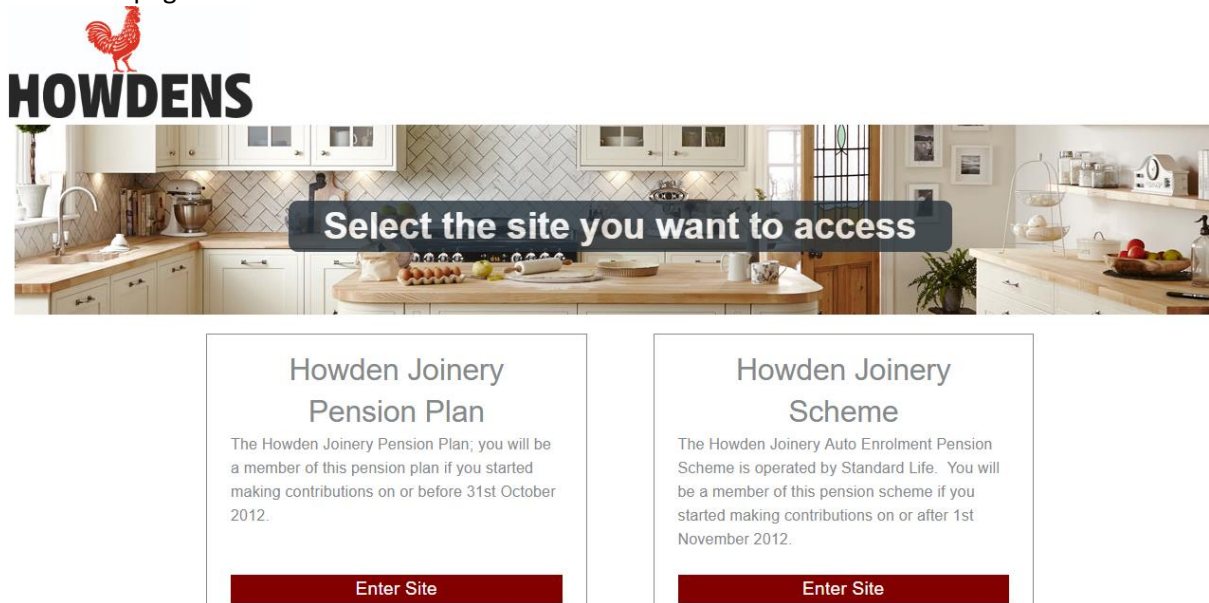 HOWDENS
Select the site you want to access
Howden Joinery
Pension Plan
The Howden Joinery Pension Plan; you will be
a member of this pension plan if you started
making contributions on or before 31st October
2012.
Enter Site
Howden Joinery
Scheme
The Howden Joinery Auto Enrolment Pension
Scheme is operated by Standard Life.  You will
be a member of this pension scheme if you
started making contributions on or after 1st
November 2012.
Enter Site